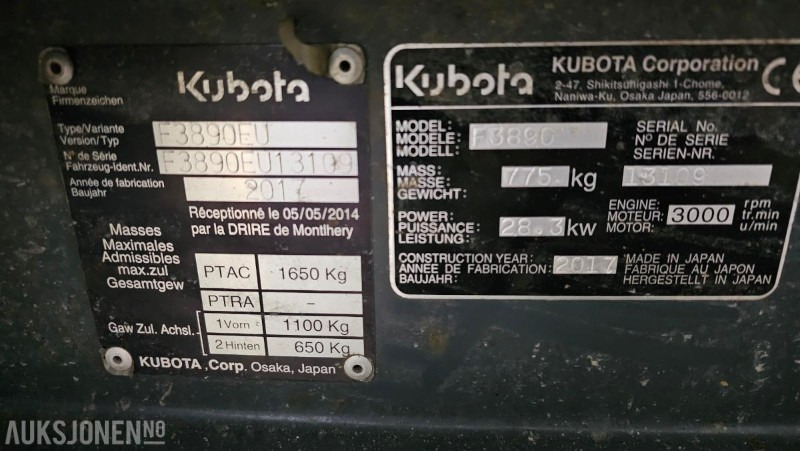 Marque
Firmenzeichen
Kubota
Type/Variante
Version/Typ
F3890EU
N° de Série
Fahrzeug-ident.Nr.
F3890EU13109
Année de fabrication
Baujahr
2017
Réceptionné le 05/05/2014
par la DRIRE de Montlhery
Masses
Maximales
Admissibles
max.zul
Gesamtgew
PTAC 1650 Kg
PTRA –
Gaw Zul. Achsl.
1 Vorn 1100 Kg
2 Hinten 650 Kg
KUBOTA .Corp. Osaka, Japan
Kubota
KUBOTA Corporation
2-47, Shikitsuhigashi 1-Chome,
Naniwa-Ku, Osaka Japan, 556-0012
CE
MODEL:
MODELE:
MODELL:
F3890
SERIAL No.
N° DE SERIE
SERIEN-NR.
MASS:
MASSE:
GEWICHT:
775. kg
13109
POWER:
PUISSANCE:
LEISTUNG:
28.3 kw
ENGINE:
MOTEUR:
MOTOR:
3000
rpm
tr.min
u/min
CONSTRUCTION YEAR:
ANNÉE DE FABRICATION:
BAUJAHR:
2017
MADE IN JAPAN
FABRIQUE AU JAPON
HERGESTELLT IN JAPAN
AUKSJONEN.NO